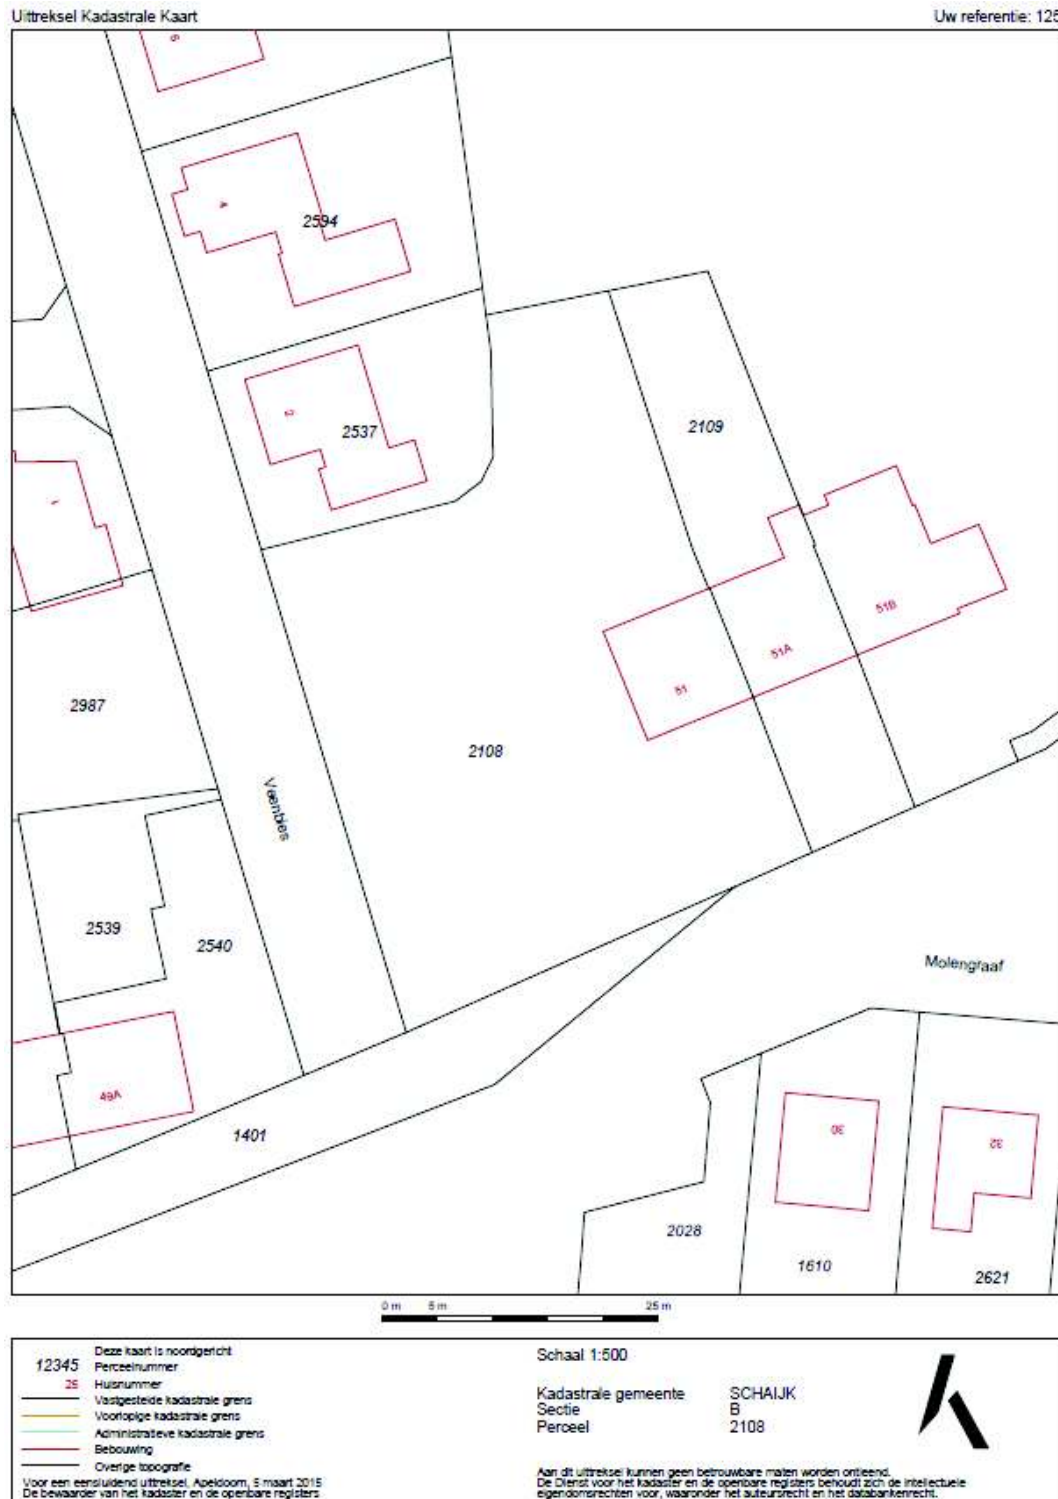 Uittreksel Kadastrale Kaart
Uw referentie: 125
6
4
2594
2
2537
2109
1
51B
51A
51
2987
2108
Vaenbies
2539
2540
Molengraaf
49A
1401
30
32
2028
1610
2621
0 m 5 m 25 m
Deze kaart is noordgericht
12345 Perceelnummer
25 Huisnummer
Vastgestelde kadastrale grens
Voorlopige kadastrale grens
Administratieve kadastrale grens
Bebouwing
Overige topografie
Voor een eensluidend uittreksel, Apeldoorn, 5 maart 2015
De bewaarder van het kadaster en de openbare registers
Schaal 1:500
Kadastrale gemeente SCHAIJK
Sectie B
Perceel 2108
Aan dit uittreksel kunnen geen betrouwbare maten worden ontleend.
De Dienst voor het kadaster en de openbare registers behoudt zich de intellectuele
eigendomsrechten voor, waaronder het auteursrecht en het databankenrecht.